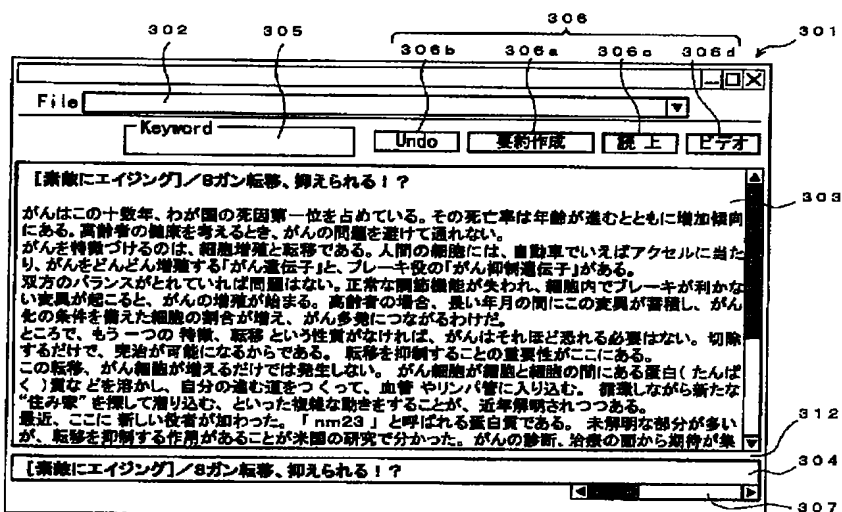 306
302 305 301
306b 306a 306c 306d
File
Keyword
Undo 要約作成 読 上 ビデオ
[素敵にエイジング]/8ガン転移、抑えられる!?
303
がんはこの十数年、わが国の死因第一位を占めている。その死亡率は年齢が進むとともに増加傾向
にある。高齢者の健康を考えるとき、がんの問題を避けて通れない。
がんを特徴づけるのは、細胞増殖と転移である。人間の細胞には、自動車でいえばアクセルに当た
り、がんをどんどん増殖する「がん遺伝子」と、ブレーキ役の「がん抑制遺伝子」がある。
双方のバランスがとれていれば問題はない。正常な調節機能が失われ、細胞内でブレーキが利かな
い変異が起こると、がんの増殖が始まる。高齢者の場合、長い年月の間にこの変異が蓄積し、がん
化の条件を備えた細胞の割合が増え、がん多発につながるわけだ。
ところで、もう一つの 特徴、転移 という性質がなければ、がんはそれほど恐れる必要はない。切除
するだけで、完治が可能になるからである。 転移を抑制することの重要性がここにある。
この転移、がん細胞が増えるだけでは発生しない。 がん細胞が細胞と細胞の間にある蛋白(たんぱ
く)質などを溶かし、自分の進む道をつくって、血管 やリンパ管に入り込む。 循環しながら新たな
“住み家”を探して潜り込む、といった複雑な動きをすることが、近年解明されつつある。
最近、ここに 新しい役者が加わった。「nm23」と呼ばれる蛋白質である。 未解明な部分が多い
が、転移を抑制する作用があることが米国の研究で分かった。がんの診断、治療の面から期待が集
312
[素敵にエイジング]/8ガン転移、抑えられる!?
304
307